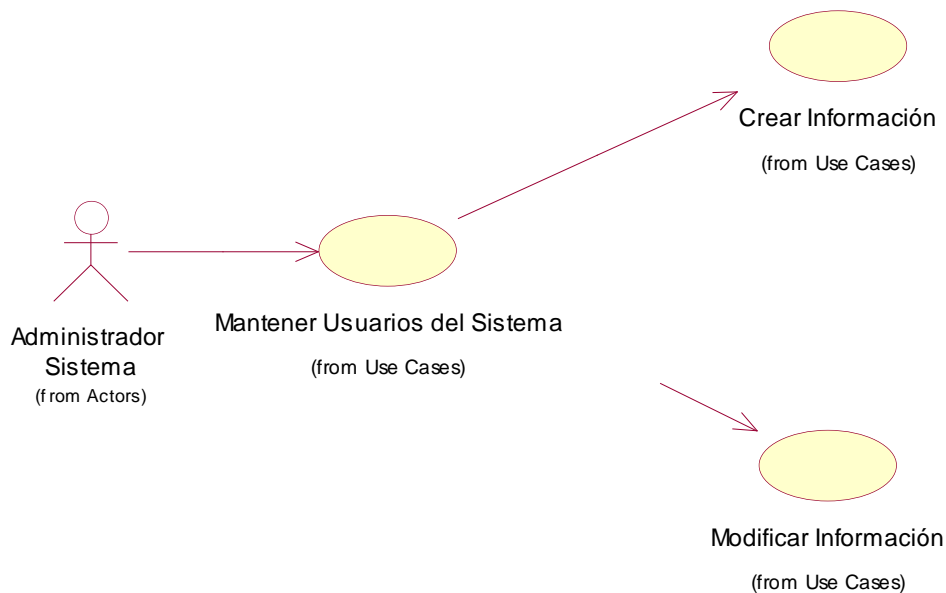 Crear Información
(from Use Cases)
Administrador
Sistema
(from Actors)
Mantener Usuarios del Sistema
(from Use Cases)
Modificar Información
(from Use Cases)